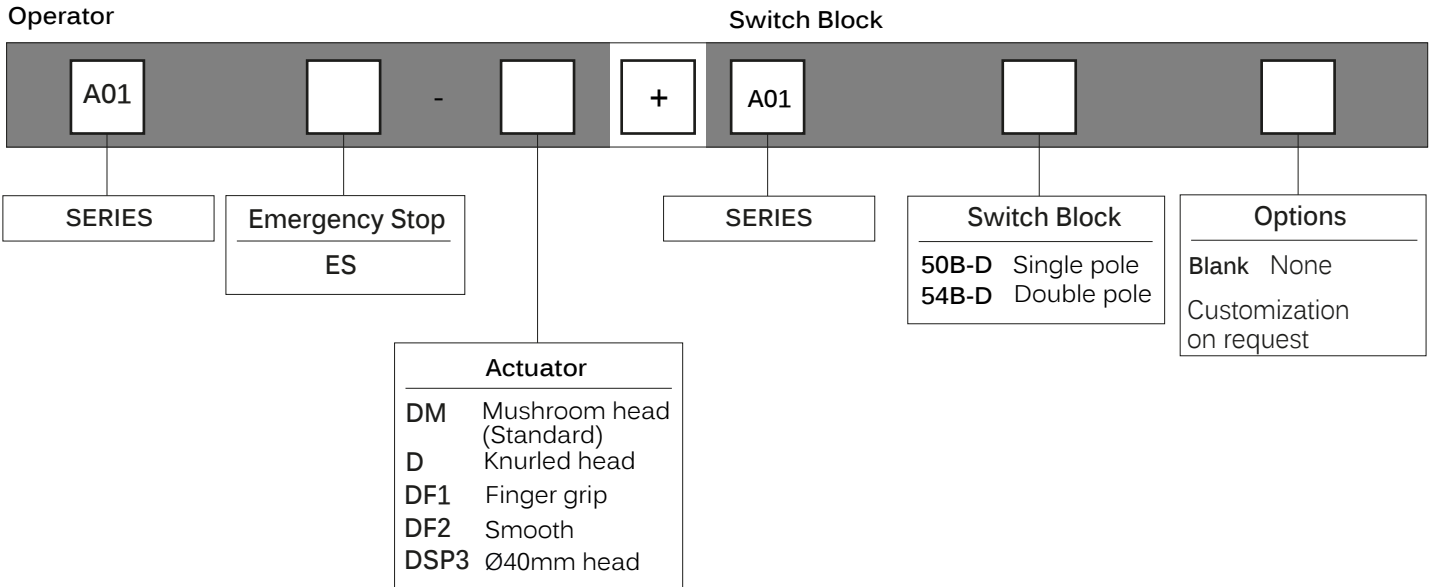 Operator
Switch Block
A01 - + A01
SERIES
Emergency Stop
ES
Actuator
DM Mushroom head
(Standard)
D Knurled head
DF1 Finger grip
DF2 Smooth
DSP3 Ø40mm head
SERIES
Switch Block
50B-D Single pole
54B-D Double pole
Options
Blank None
Customization
on request